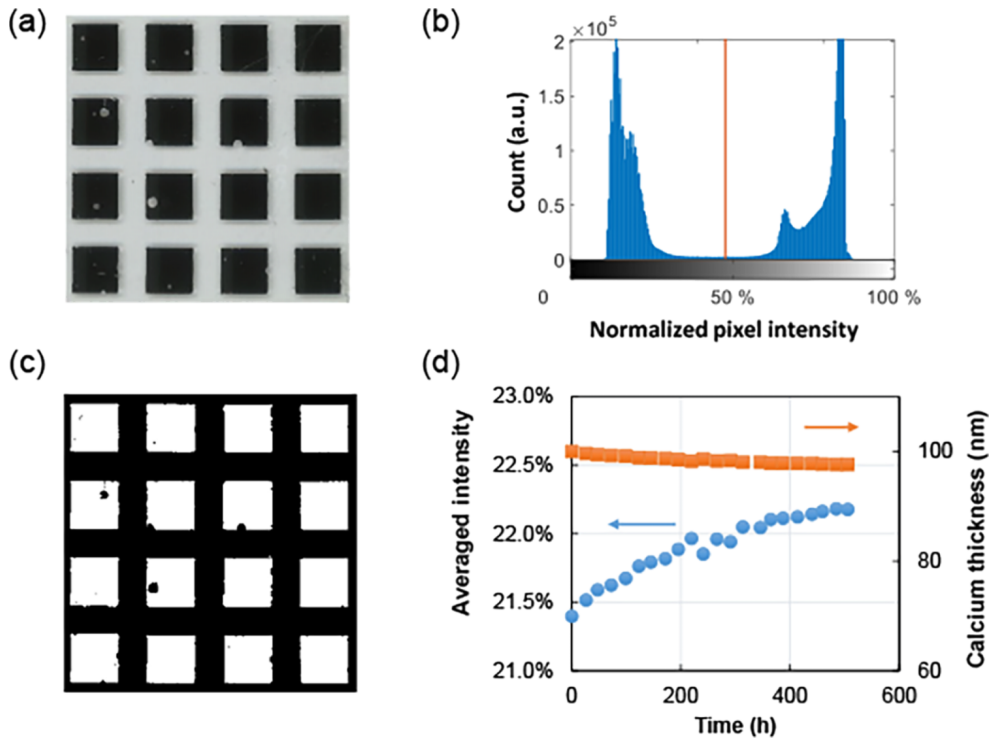 (a)
(b)
× 10⁵
2
1.5
1
0.5
0
Count (a.u.)
0
50 %
100 %
Normalized pixel intensity
(c)
(d)
23.0%
22.5%
22.0%
21.5%
21.0%
Averaged intensity
100
80
60
Calcium thickness (nm)
0
200
400
600
Time (h)